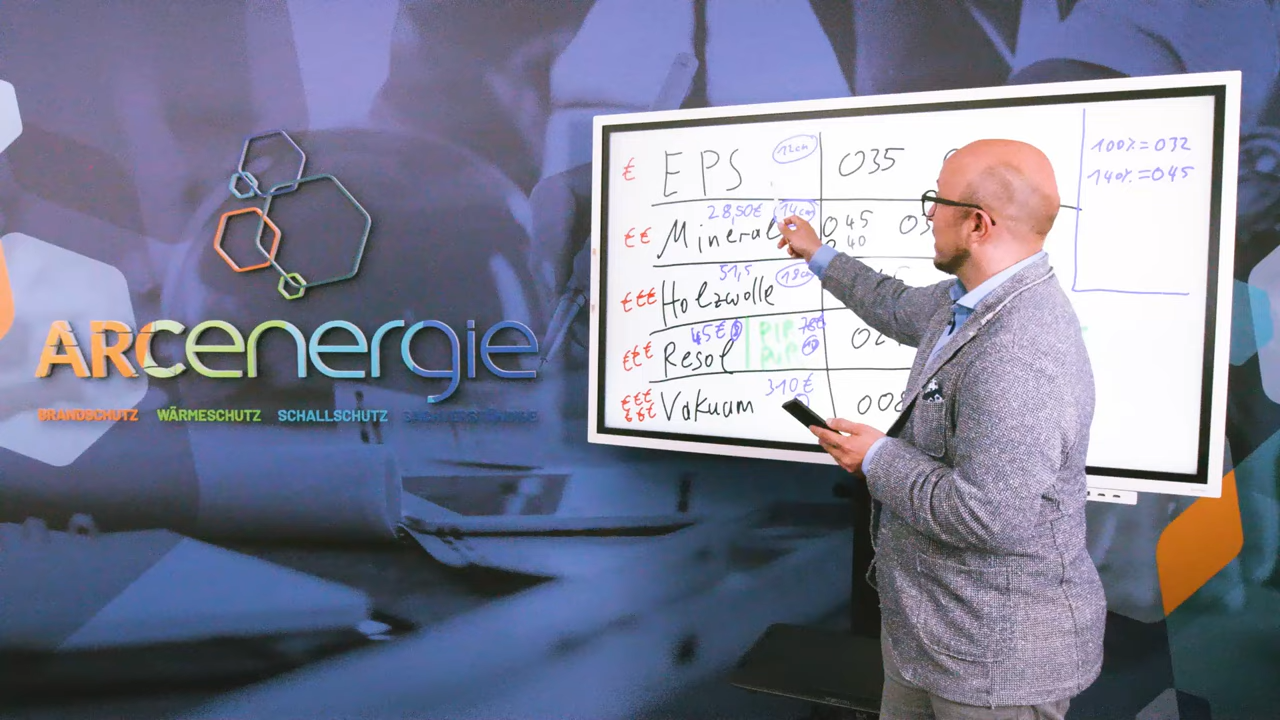 ARCenergie
BRANDSCHUTZ WÄRMESCHUTZ SCHALLSCHUTZ
€ EPS 12cm 035
28,50€ 14cm
€€ Mineral 045
040
51,5 18cm
€€€ Holzwolle
45€
€€€ Resol
310€
€€€ €€€ Vakuum 008
100% = 032
140% = 045